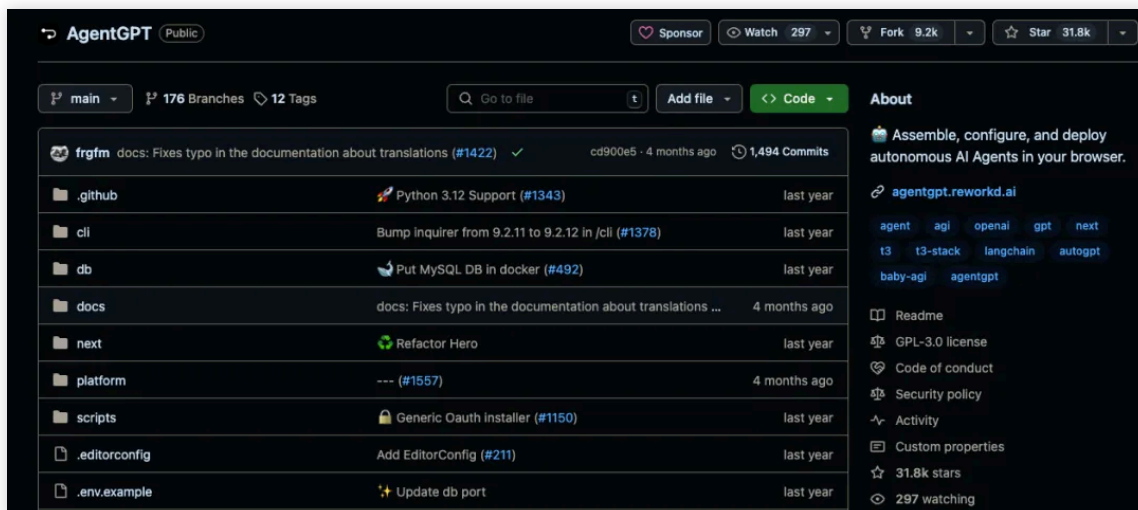 AgentGPT Public Sponsor Watch 297 Fork 9.2k Star 31.8k
main 176 Branches 12 Tags Go to file t Add file <> Code
frgfm docs: Fixes typo in the documentation about translations (#1422) cd900e5 · 4 months ago 1,494 Commits
.github 🚀 Python 3.12 Support (#1343) last year
cli Bump inquirer from 9.2.11 to 9.2.12 in /cli (#1378) last year
db 🐋 Put MySQL DB in docker (#492) last year
docs docs: Fixes typo in the documentation about translations ... 4 months ago
next ♻️ Refactor Hero last year
platform --- (#1557) 4 months ago
scripts 🔒 Generic Oauth installer (#1150) last year
.editorconfig Add EditorConfig (#211) last year
.env.example ✨ Update db port last year
About
🤖 Assemble, configure, and deploy
autonomous AI Agents in your browser.
agentgpt.reworkd.ai
agent agi openai gpt next
t3 t3-stack langchain autogpt
baby-agi agentgpt
Readme
GPL-3.0 license
Code of conduct
Security policy
Activity
Custom properties
31.8k stars
297 watching